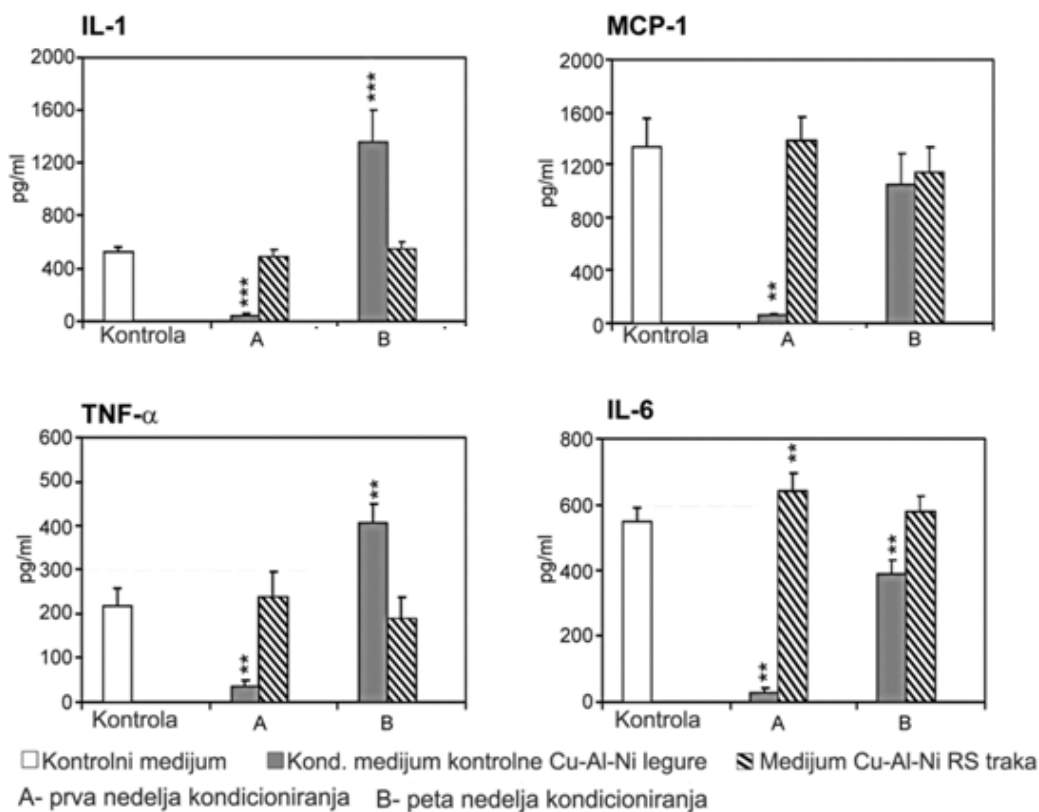 IL-1
2000
1600
1200
800
400
0
pg/ml
***
***
Kontrola A B
MCP-1
2000
1600
1200
800
400
0
pg/ml
**
Kontrola A B
TNF-α
600
500
400
300
200
100
0
pg/ml
**
**
Kontrola A B
IL-6
800
600
400
200
0
pg/ml
**
**
**
Kontrola A B
Kontrolni medijum Kond. medijum kontrolne Cu-Al-Ni legure Medijum Cu-Al-Ni RS traka
A- prva nedelja kondicioniranja B- peta nedelja kondicioniranja